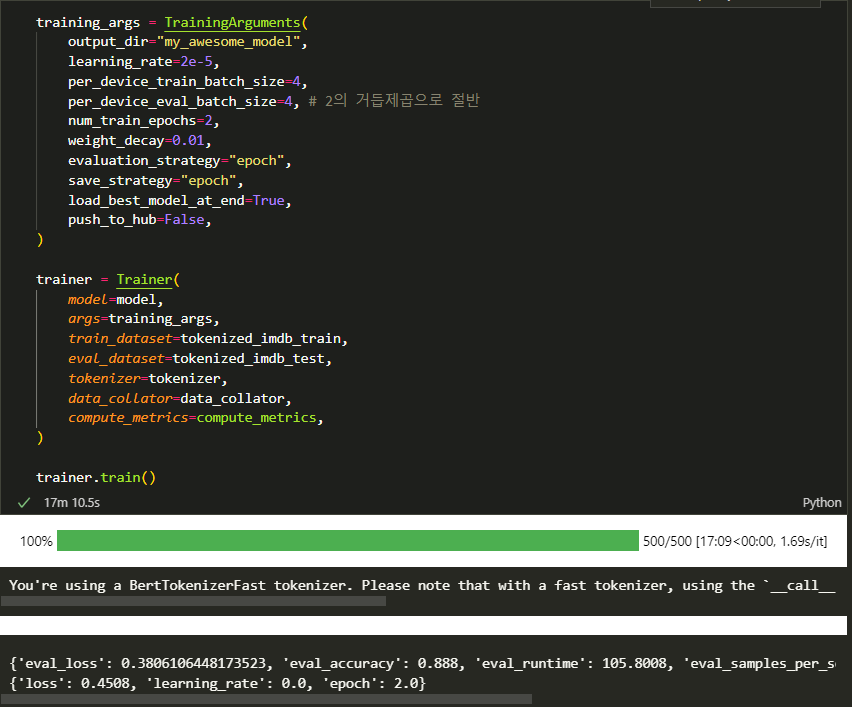 training_args = TrainingArguments(
output_dir="my_awesome_model",
learning_rate=2e-5,
per_device_train_batch_size=4,
per_device_eval_batch_size=4, # 2의 거듭제곱으로 절반
num_train_epochs=2,
weight_decay=0.01,
evaluation_strategy="epoch",
save_strategy="epoch",
load_best_model_at_end=True,
push_to_hub=False,
)
trainer = Trainer(
model=model,
args=training_args,
train_dataset=tokenized_imdb_train,
eval_dataset=tokenized_imdb_test,
tokenizer=tokenizer,
data_collator=data_collator,
compute_metrics=compute_metrics,
)
trainer.train()
17m 10.5s Python
100% 500/500 [17:09<00:00, 1.69s/it]
You're using a BertTokenizerFast tokenizer. Please note that with a fast tokenizer, using the `__call__
{'eval_loss': 0.3806106448173523, 'eval_accuracy': 0.888, 'eval_runtime': 105.8008, 'eval_samples_per_s
{'loss': 0.4508, 'learning_rate': 0.0, 'epoch': 2.0}